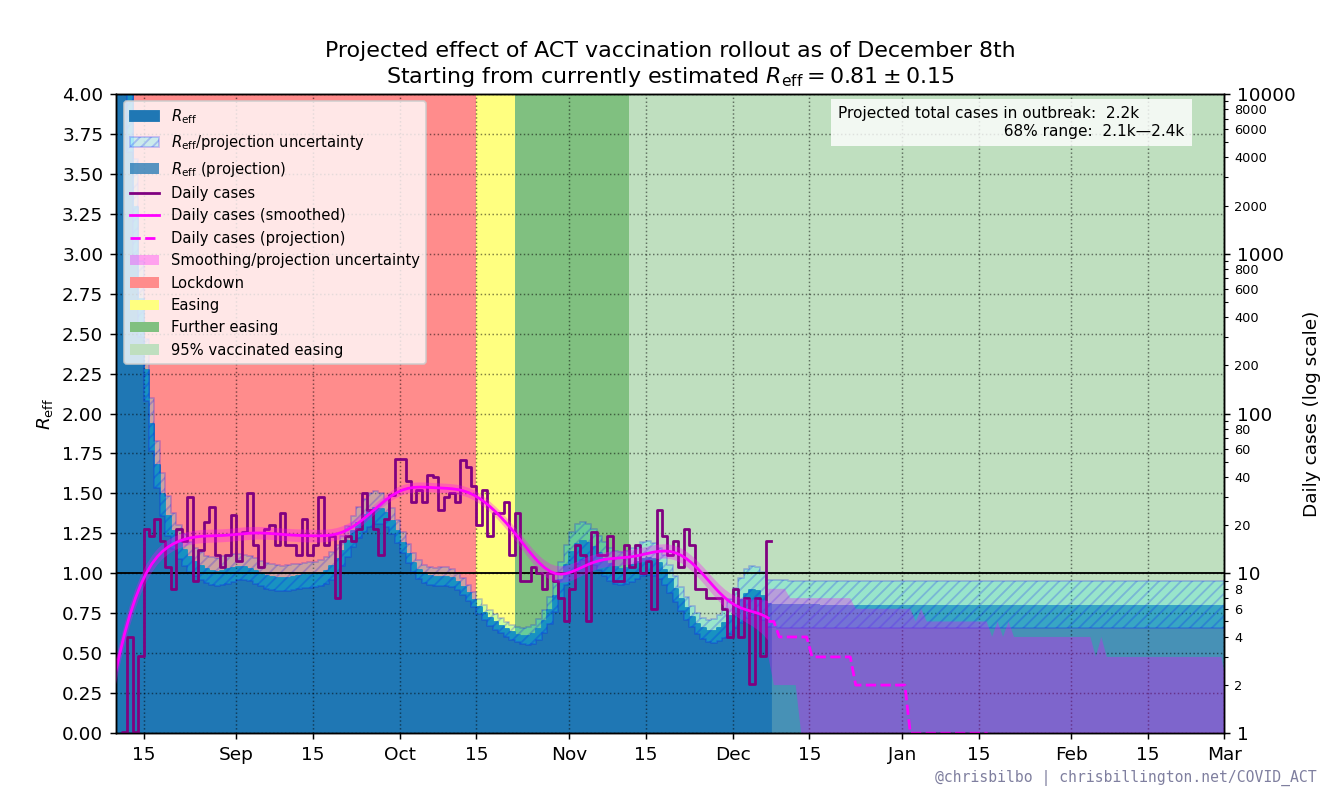 Projected effect of ACT vaccination rollout as of December 8th
Starting from currently estimated Reff = 0.81 ± 0.15
Reff
Reff/projection uncertainty
Reff (projection)
Daily cases
Daily cases (smoothed)
Daily cases (projection)
Smoothing/projection uncertainty
Lockdown
Easing
Further easing
95% vaccinated easing
Projected total cases in outbreak: 2.2k
68% range: 2.1k—2.4k
Reff
4.00
3.75
3.50
3.25
3.00
2.75
2.50
2.25
2.00
1.75
1.50
1.25
1.00
0.75
0.50
0.25
0.00
10000
8000
6000
4000
2000
1000
800
600
400
200
100
80
60
40
20
10
8
6
4
2
1
Daily cases (log scale)
15 Sep 15 Oct 15 Nov 15 Dec 15 Jan 15 Feb 15 Mar
@chrisbilbo | chrisbillington.net/COVID_ACT